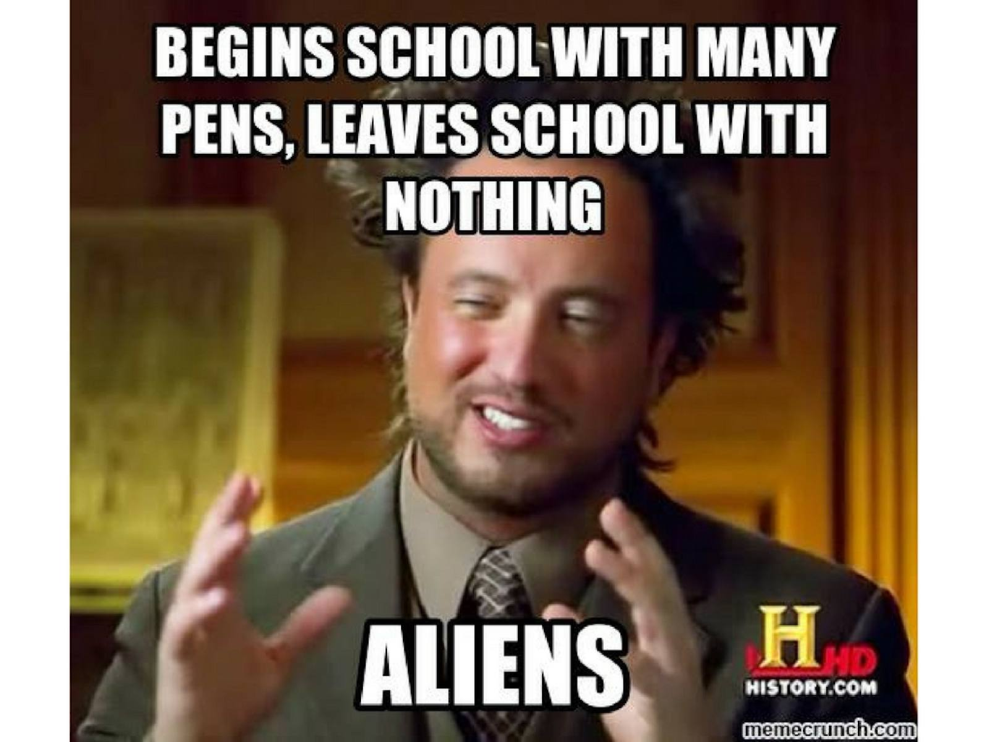 BEGINS SCHOOL WITH MANY
PENS, LEAVES SCHOOL WITH
NOTHING
ALIENS
H HD
HISTORY.COM
memecrunch.com